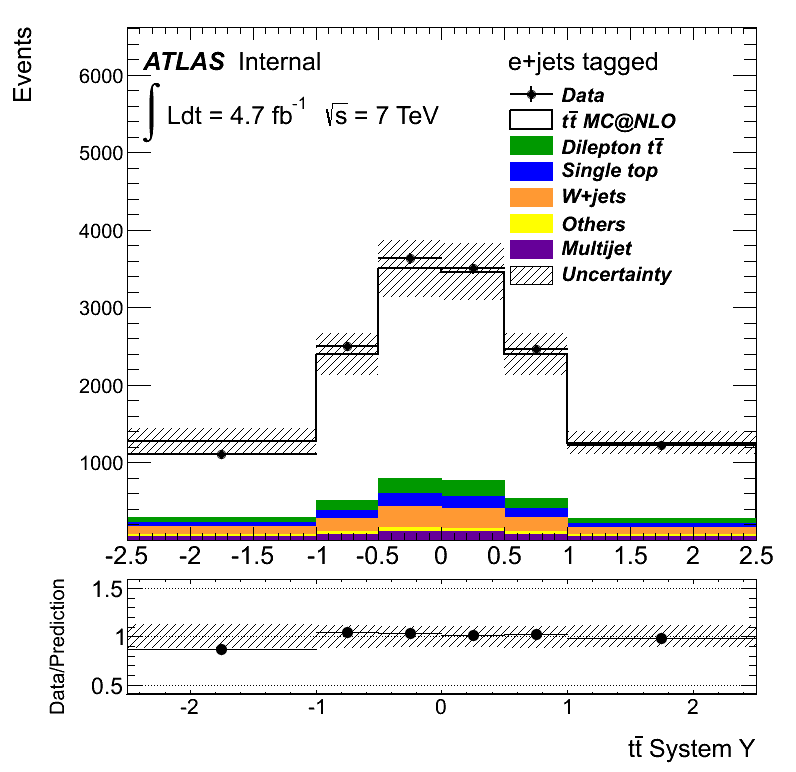 Events
ATLAS Internal
∫ Ldt = 4.7 fb⁻¹ √s = 7 TeV
e+jets tagged
Data
tt̄ MC@NLO
Dilepton tt̄
Single top
W+jets
Others
Multijet
Uncertainty
6000
5000
4000
3000
2000
1000
-2.5 -2 -1.5 -1 -0.5 0 0.5 1 1.5 2 2.5
Data/Prediction
1.5
1
0.5
-2 -1 0 1 2
tt̄ System Y